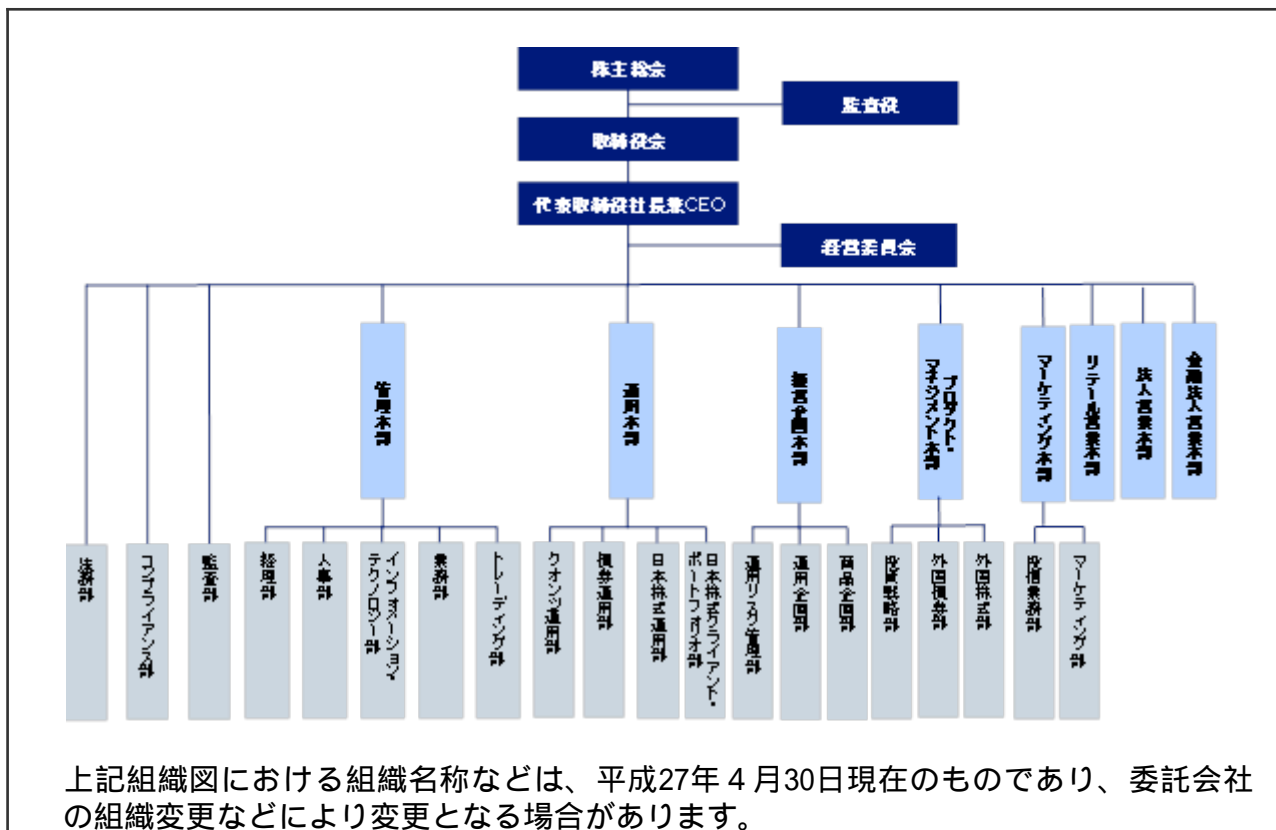 株主総会
監査役
取締役会
代表取締役社長兼CEO
経営委員会
管理本部
運用本部
経営企画本部
プロダクト・
マネジメント本部
マーケティング本部
リテール営業本部
法人営業本部
金融法人営業本部
法務部
コンプライアンス部
監査部
経理部
人事部
インフォメーション・
テクノロジー部
業務部
トレーディング部
クオンツ運用部
債券運用部
日本株式運用部
日本株式クライアント・
ポートフォリオ部
運用リスク管理部
運用企画部
商品企画部
投資戦略部
外国債券部
外国株式部
投信業務部
マーケティング部
上記組織図における組織名称などは、平成27年4月30日現在のものであり、委託会社
の組織変更などにより変更となる場合があります。